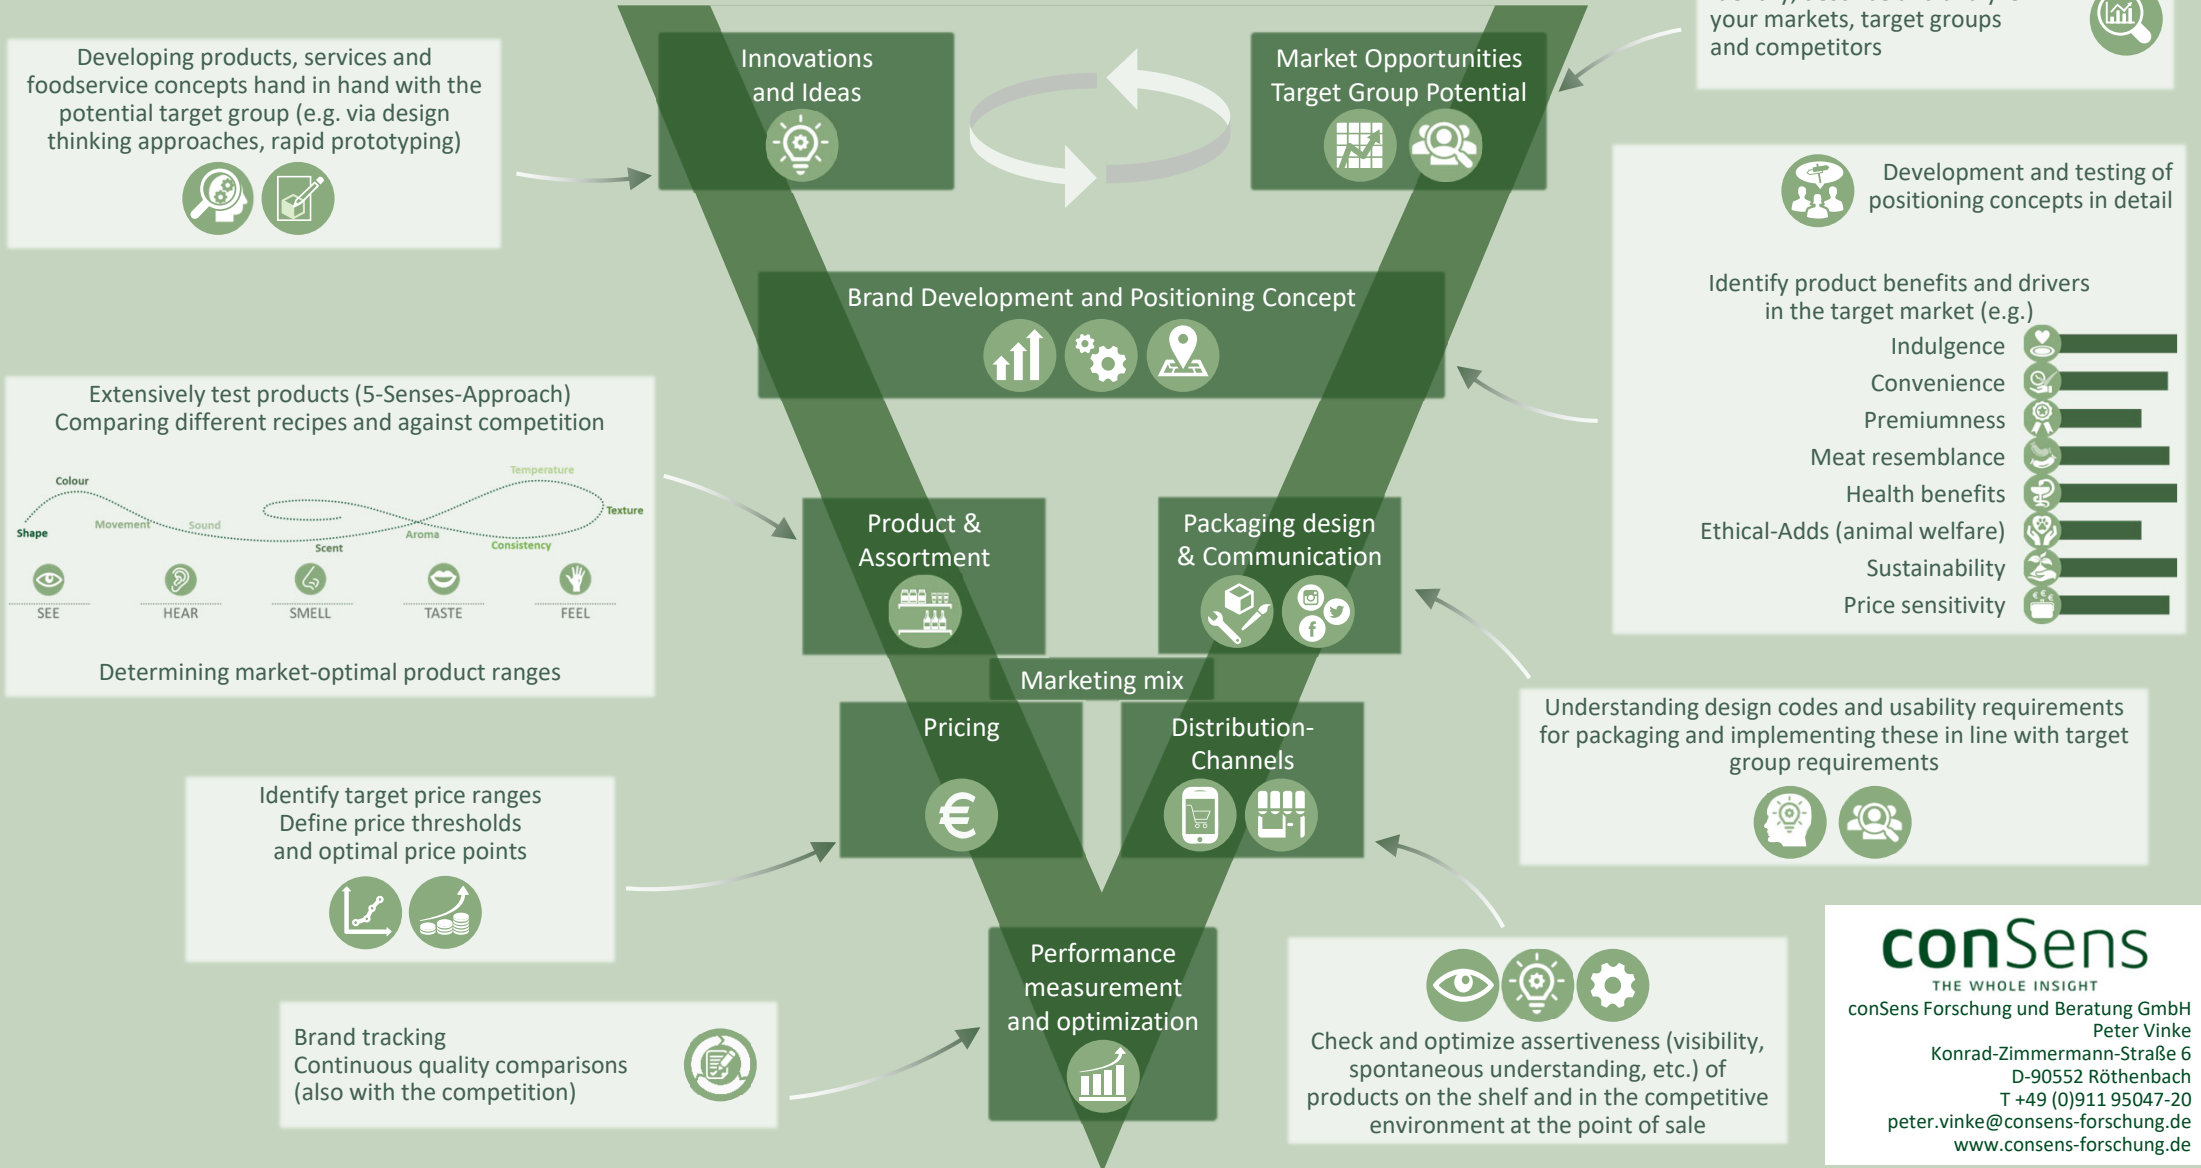 your markets, target groups
and competitors
Developing products, services and
foodservice concepts hand in hand with the
potential target group (e.g. via design
thinking approaches, rapid prototyping)
Innovations
and Ideas
Market Opportunities
Target Group Potential
Development and testing of
positioning concepts in detail
Identify product benefits and drivers
in the target market (e.g.)
Indulgence
Convenience
Premiumness
Meat resemblance
Health benefits
Ethical-Adds (animal welfare)
Sustainability
Price sensitivity
Brand Development and Positioning Concept
Extensively test products (5-Senses-Approach)
Comparing different recipes and against competition
Temperature
Colour
Texture
Movement
Sound
Shape
Aroma
Scent
Consistency
SEE
HEAR
SMELL
TASTE
FEEL
Determining market-optimal product ranges
Product &
Assortment
Packaging design
& Communication
Marketing mix
Pricing
Distribution-
Channels
Understanding design codes and usability requirements
for packaging and implementing these in line with target
group requirements
Identify target price ranges
Define price thresholds
and optimal price points
Performance
measurement
and optimization
Brand tracking
Continuous quality comparisons
(also with the competition)
Check and optimize assertiveness (visibility,
spontaneous understanding, etc.) of
products on the shelf and in the competitive
environment at the point of sale
conSens
THE WHOLE INSIGHT
conSens Forschung und Beratung GmbH
Peter Vinke
Konrad-Zimmermann-Straße 6
D-90552 Röthenbach
T +49 (0)911 95047-20
peter.vinke@consens-forschung.de
www.consens-forschung.de